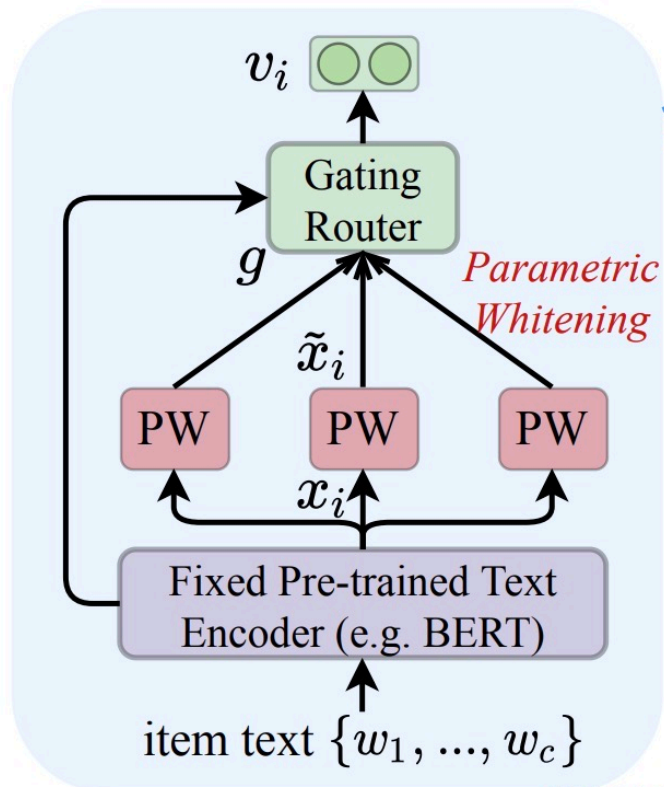 v_i
Gating
Router
g
Parametric
Whitening
x̃_i
PW PW PW
x_i
Fixed Pre-trained Text
Encoder (e.g. BERT)
item text {w_1, ..., w_c}